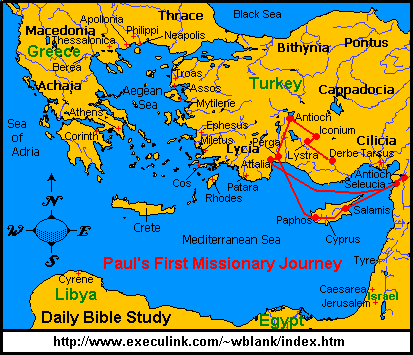 Thrace
Black Sea
Apollonia
Macedonia
Philippi
Thessalonica
Neapolis
Bithynia
Pontus
Greece
Berea
Troas
Turkey
Assos
Cappadocia
Achaia
Aegean
Sea
Mytilene
Antioch
Athens
Ephesus
Iconium
Sea of
Adria
Corinth
Miletus
Perga
Cilicia
Lycia
Lystra
Derbe
Tarsus
Attalia
Antioch
Cos
Patara
Seleucia
Rhodes
Salamis
Paphos
Crete
N
W
E
S
Mediterranean Sea
Cyprus
Tyre
Paul's First Missionary Journey
Cyrene
Caesarea
Libya
Jerusalem
Israel
Daily Bible Study
Egypt
http://www.execulink.com/~wblank/index.htm